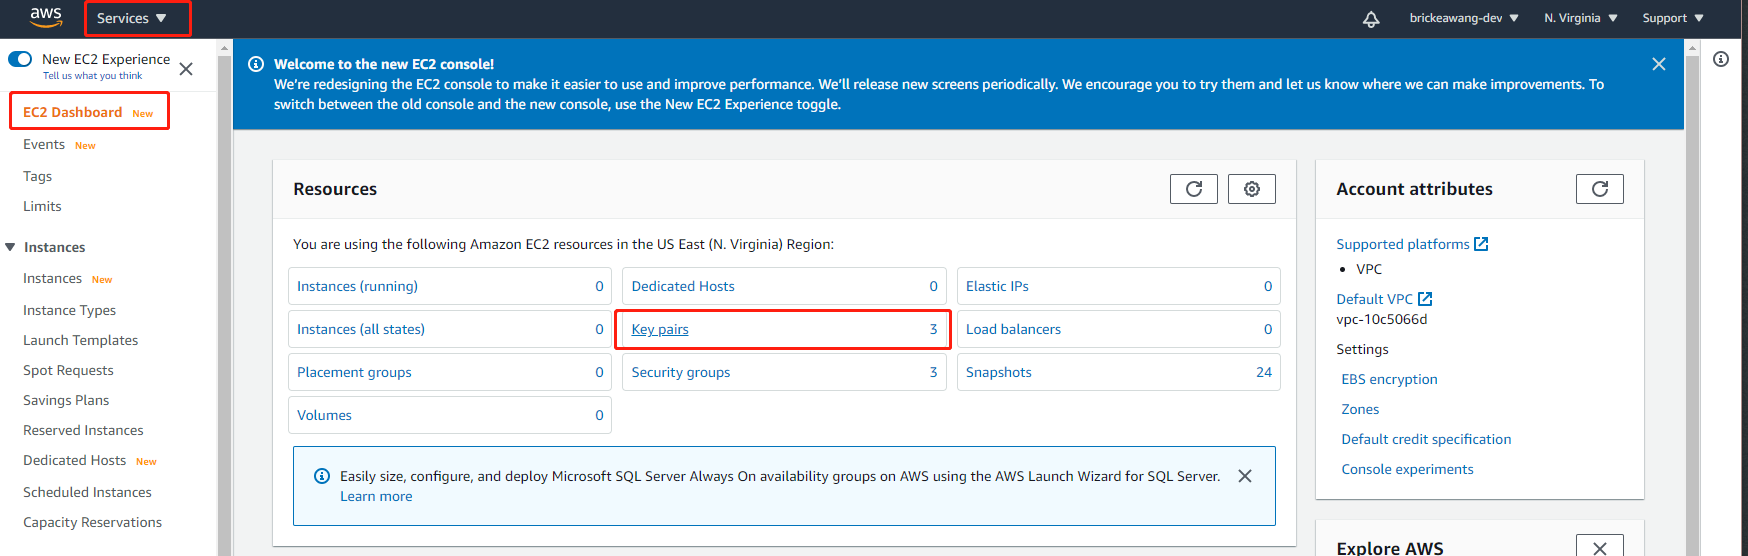 aws
Services
brickeawang-dev
N. Virginia
Support
New EC2 Experience
Tell us what you think
EC2 Dashboard New
Events New
Tags
Limits
Instances
Instances New
Instance Types
Launch Templates
Spot Requests
Savings Plans
Reserved Instances
Dedicated Hosts New
Scheduled Instances
Capacity Reservations
Welcome to the new EC2 console!
We're redesigning the EC2 console to make it easier to use and improve performance. We'll release new screens periodically. We encourage you to try them and let us know where we can make improvements. To
switch between the old console and the new console, use the New EC2 Experience toggle.
Resources
You are using the following Amazon EC2 resources in the US East (N. Virginia) Region:
Instances (running) 0
Dedicated Hosts 0
Elastic IPs 0
Instances (all states) 0
Key pairs 3
Load balancers 0
Placement groups 0
Security groups 3
Snapshots 24
Volumes 0
Easily size, configure, and deploy Microsoft SQL Server Always On availability groups on AWS using the AWS Launch Wizard for SQL Server.
Learn more
Account attributes
Supported platforms
• VPC
Default VPC
vpc-10c5066d
Settings
EBS encryption
Zones
Default credit specification
Console experiments
Explore AWS